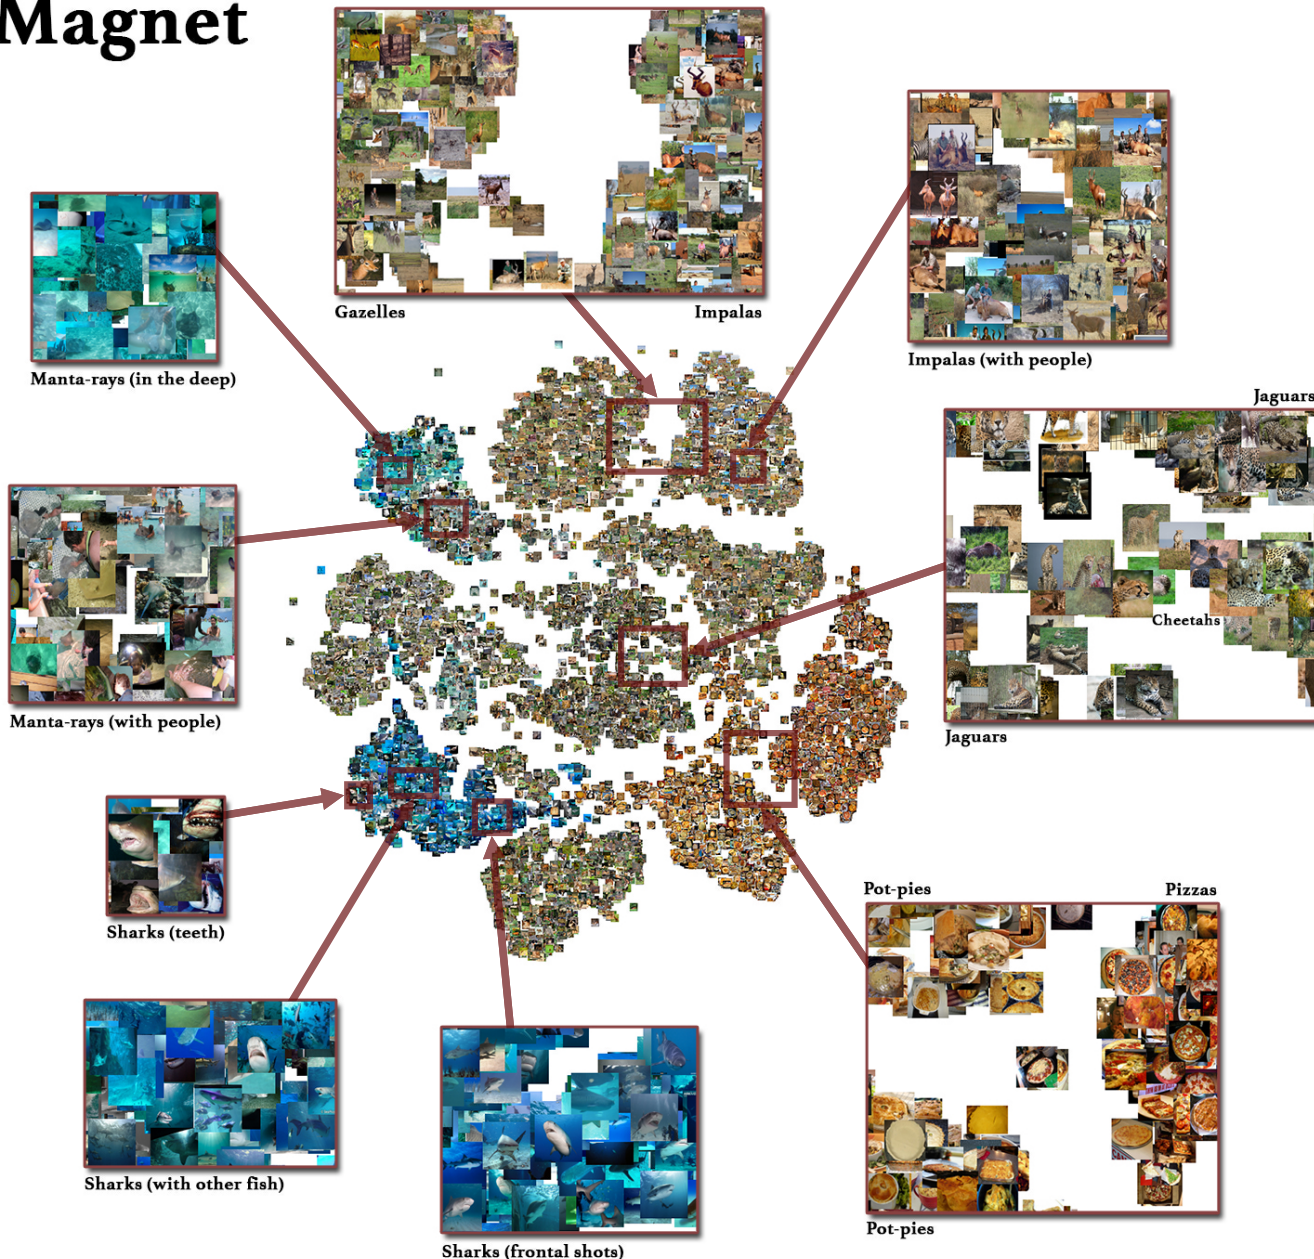 Magnet
Gazelles
Impalas
Impalas (with people)
Manta-rays (in the deep)
Jaguars
Cheetahs
Manta-rays (with people)
Jaguars
Pot-pies
Pizzas
Sharks (teeth)
Sharks (with other fish)
Pot-pies
Sharks (frontal shots)